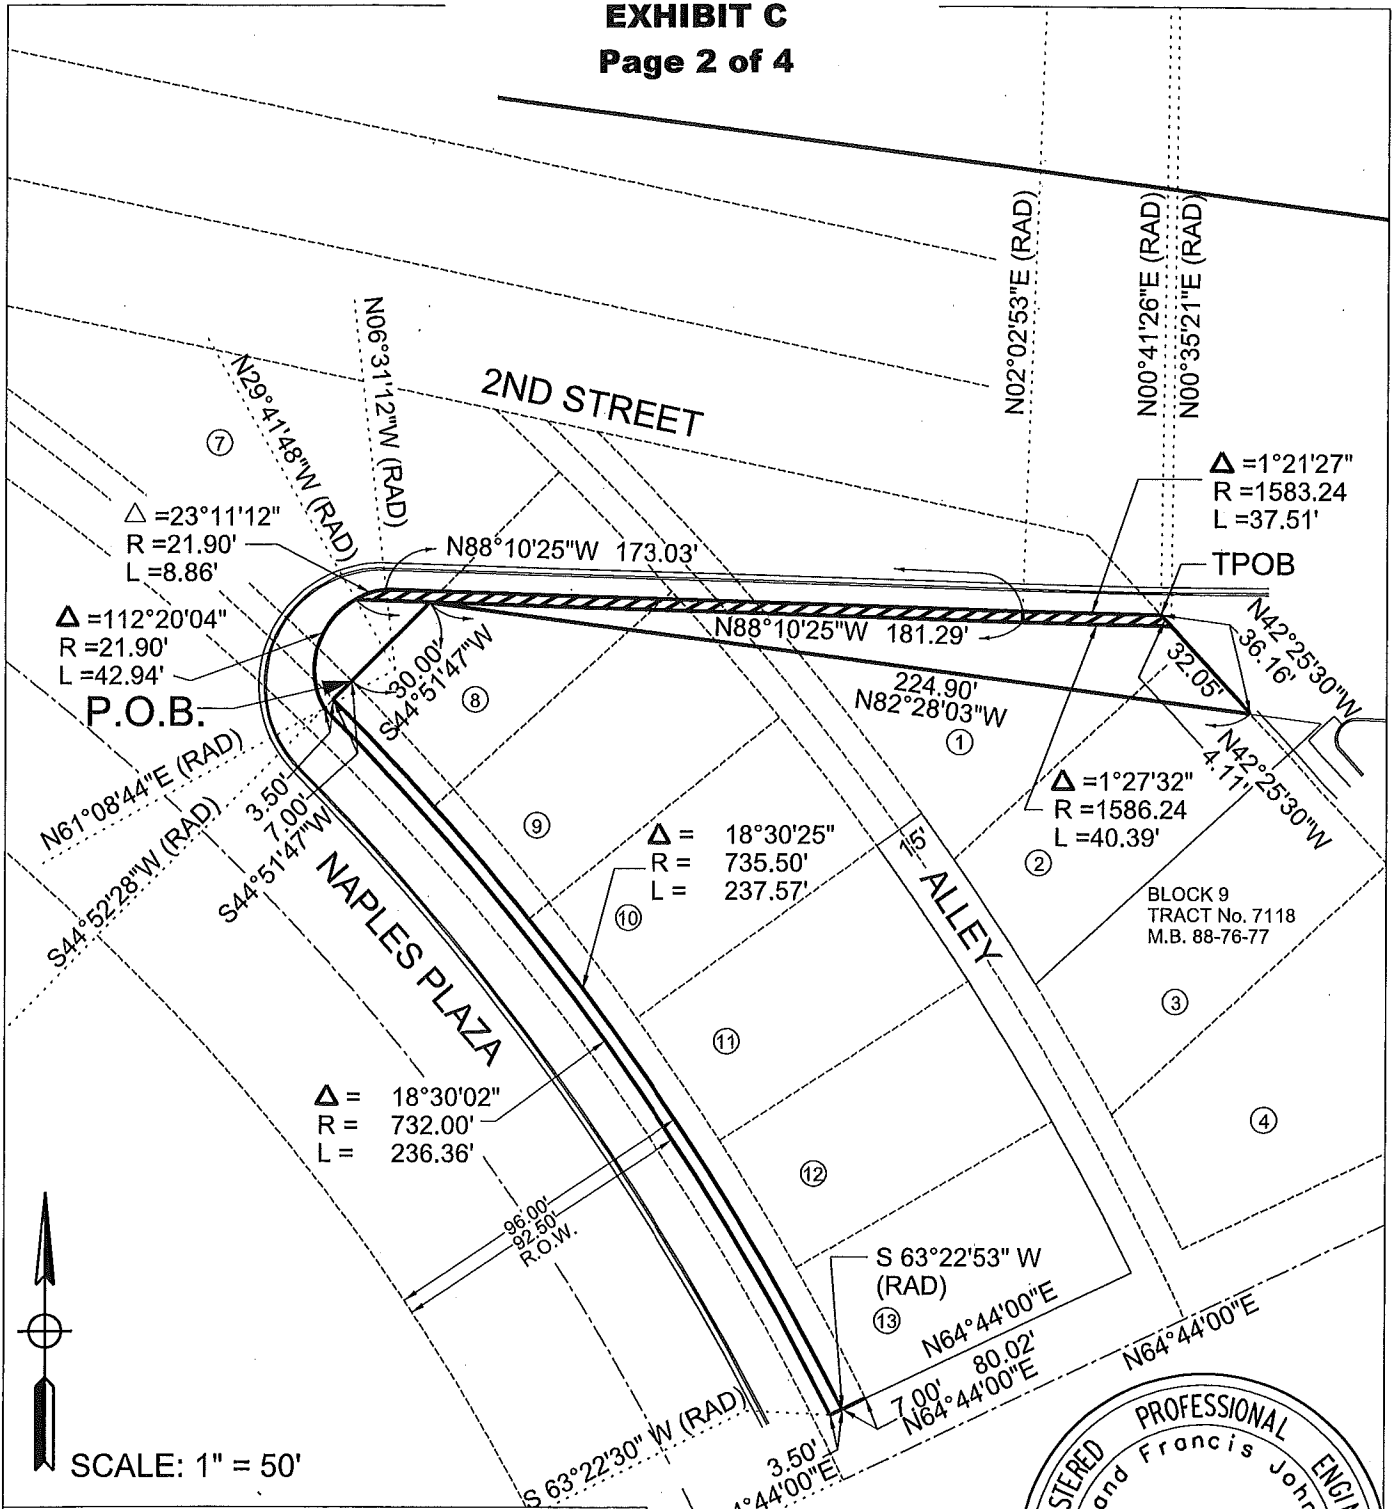 EXHIBIT C
Page 2 of 4
N02°02'53"E (RAD)
N00°41'26"E (RAD)
N00°35'21"E (RAD)
N06°31'12"W (RAD)
N29°41'48"W (RAD)
2ND STREET
7
Δ =1°21'27"
R =1583.24
L =37.51'
TPOB
△ =23°11'12"
R =21.90'
L =8.86'
N88°10'25"W 173.03'
N88°10'25"W 181.29'
N42°25'30"W
36.16'
32.05'
Δ =112°20'04"
R =21.90'
L =42.94'
P.O.B.
30.00'
S44°51'47"W
8
224.90'
N82°28'03"W
1
N42°25'30"W
4.11'
N61°08'44"E (RAD)
S44°52'28"W (RAD)
3.50'
7.00'
S44°51'47"W
Δ =1°27'32"
R =1586.24
L =40.39'
9
Δ = 18°30'25"
R = 735.50'
L = 237.57'
10
15'
ALLEY
2
BLOCK 9
TRACT No. 7118
M.B. 88-76-77
NAPLES PLAZA
3
11
Δ = 18°30'02"
R = 732.00'
L = 236.36'
4
12
96.00'
92.50'
R.O.W.
S 63°22'53" W
(RAD)
13
N64°44'00"E
80.02'
7.00'
N64°44'00"E
N64°44'00"E
S 63°22'30" W (RAD)
3.50'
4°44'00"E
SCALE: 1" = 50'
STERED PROFESSIONAL ENGI
and Francis John